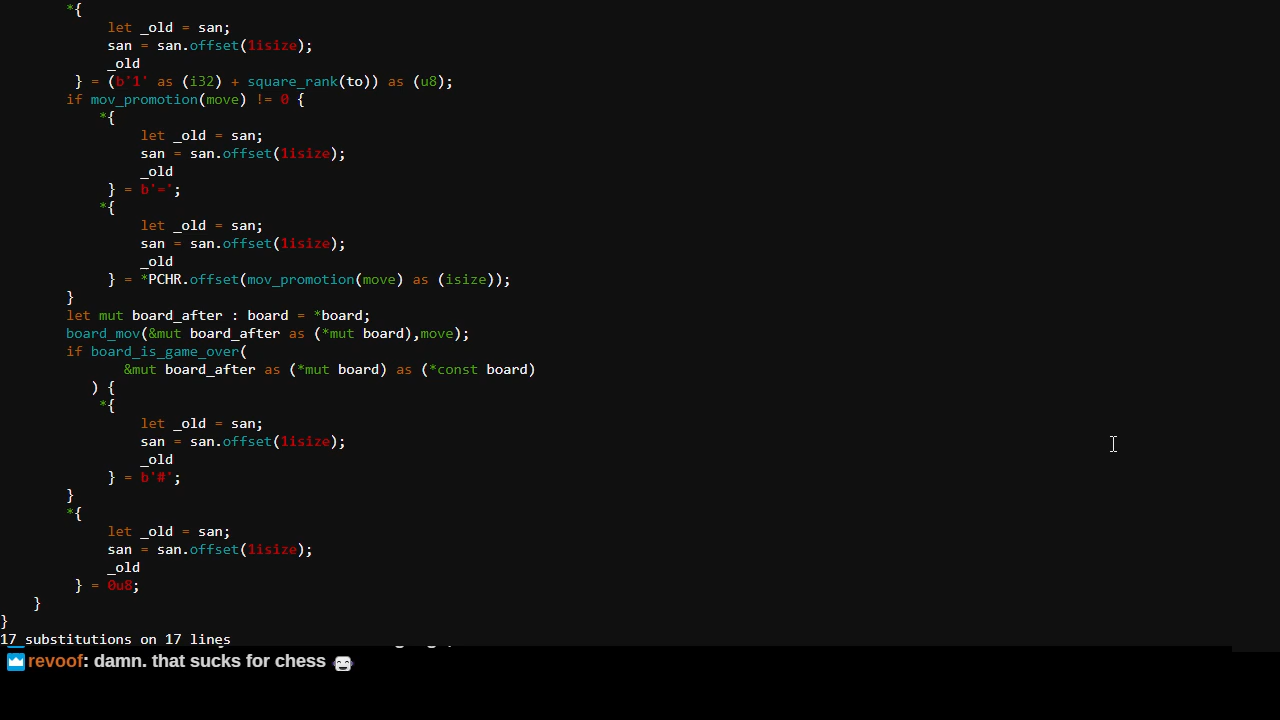 *{
let _old = san;
san = san.offset(1isize);
_old
} = (b'1' as (i32) + square_rank(to)) as (u8);
if mov_promotion(move) != 0 {
*{
let _old = san;
san = san.offset(1isize);
_old
} = b'=';
*{
let _old = san;
san = san.offset(1isize);
_old
} = *PCHR.offset(mov_promotion(move) as (isize));
}
let mut board_after : board = *board;
board_mov(&mut board_after as (*mut board),move);
if board_is_game_over(
&mut board_after as (*mut board) as (*const board)
) {
*{
let _old = san;
san = san.offset(1isize);
_old
} = b'#';
}
*{
let _old = san;
san = san.offset(1isize);
_old
} = 0u8;
}
}
17 substitutions on 17 lines
revoof: damn. that sucks for chess